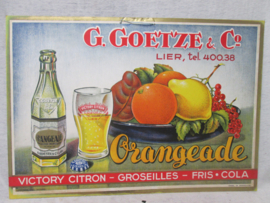 G. GOETZE & Cº
LIER, tel. 400.38
Orangeade
VICTORY CITRON - GROSEILLES - FRIS-COLA